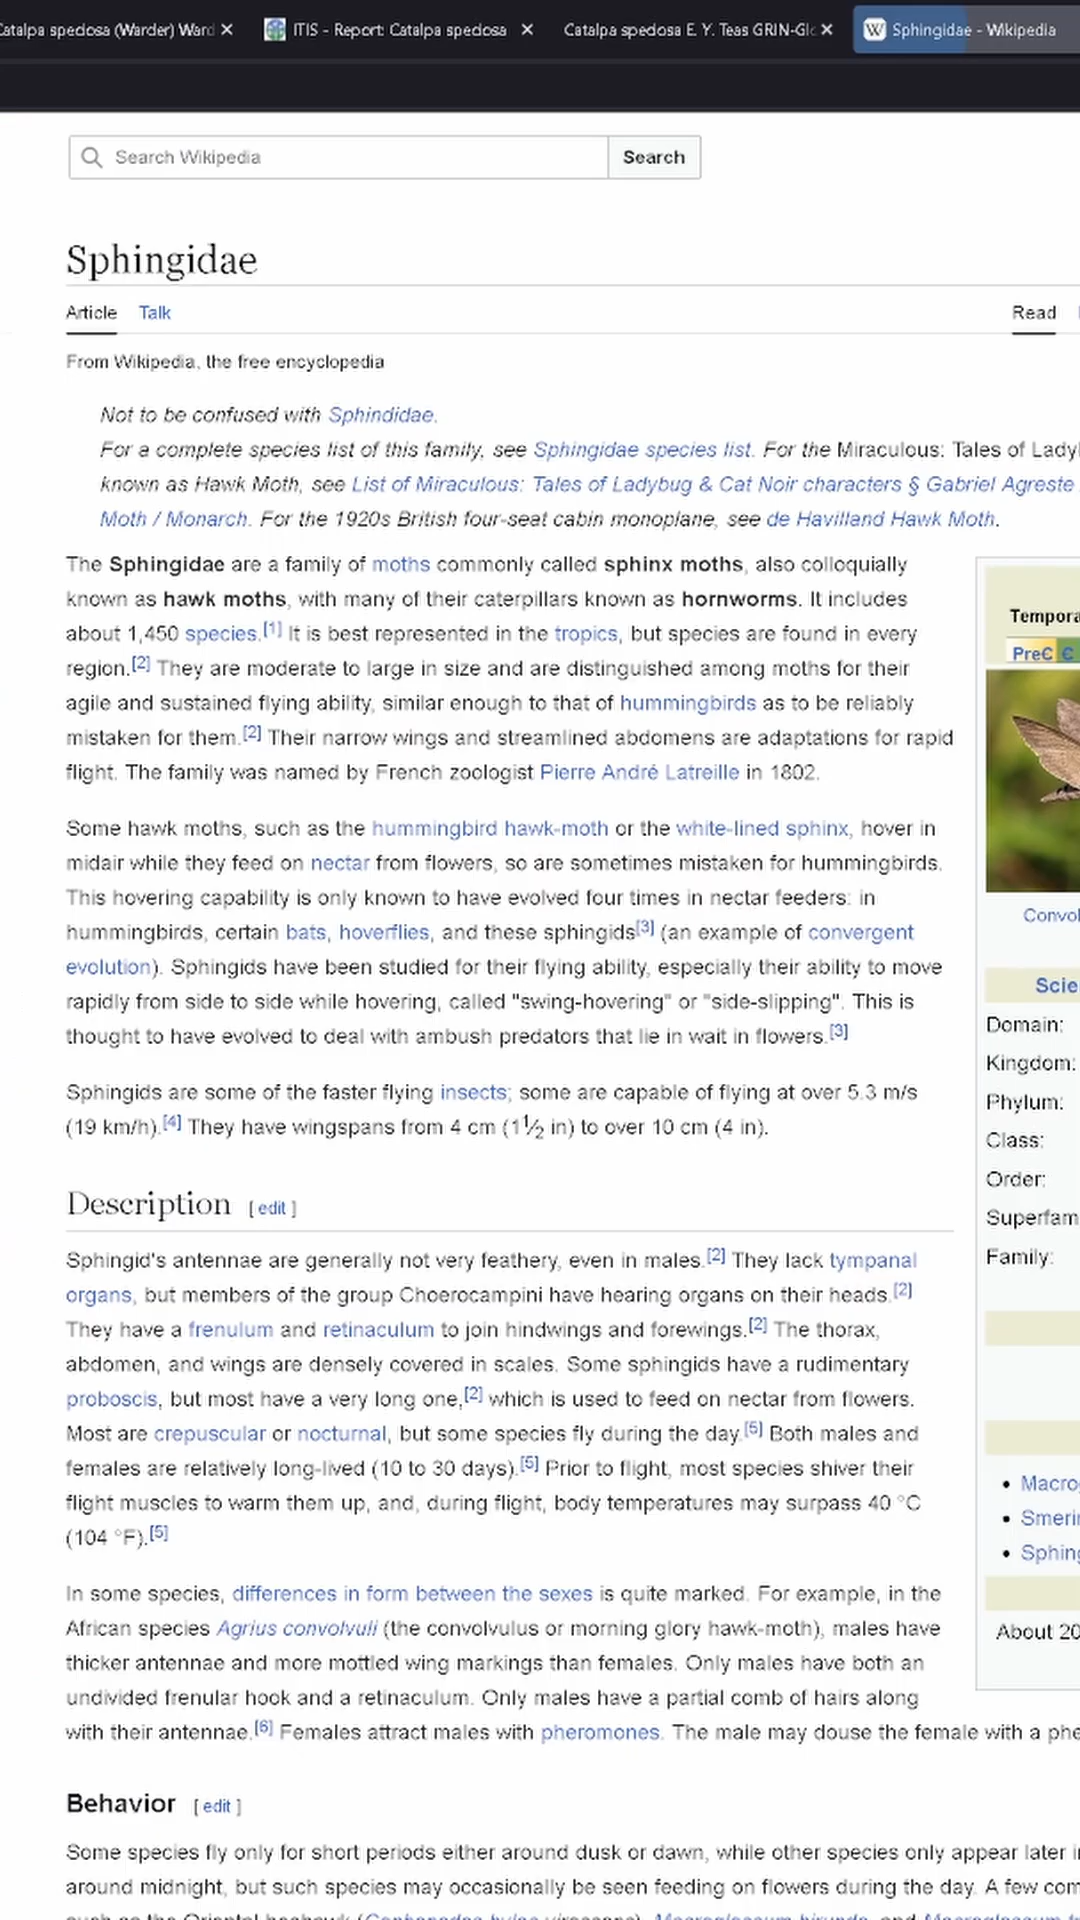 Catalpa speciosa (Warder) Ward
ITIS - Report: Catalpa speciosa
Catalpa speciosa E. Y. Teas GRIN-Glo
Sphingidae - Wikipedia
Search Wikipedia
Search
Sphingidae
Article Talk
Read
From Wikipedia, the free encyclopedia
Not to be confused with Sphindidae.
For a complete species list of this family, see Sphingidae species list. For the Miraculous: Tales of Lady
known as Hawk Moth, see List of Miraculous: Tales of Ladybug & Cat Noir characters § Gabriel Agreste
Moth / Monarch. For the 1920s British four-seat cabin monoplane, see de Havilland Hawk Moth.
The Sphingidae are a family of moths commonly called sphinx moths, also colloquially
known as hawk moths, with many of their caterpillars known as hornworms. It includes
about 1,450 species.[1] It is best represented in the tropics, but species are found in every
region.[2] They are moderate to large in size and are distinguished among moths for their
agile and sustained flying ability, similar enough to that of hummingbirds as to be reliably
mistaken for them.[2] Their narrow wings and streamlined abdomens are adaptations for rapid
flight. The family was named by French zoologist Pierre André Latreille in 1802.
Some hawk moths, such as the hummingbird hawk-moth or the white-lined sphinx, hover in
midair while they feed on nectar from flowers, so are sometimes mistaken for hummingbirds.
This hovering capability is only known to have evolved four times in nectar feeders: in
hummingbirds, certain bats, hoverflies, and these sphingids[3] (an example of convergent
evolution). Sphingids have been studied for their flying ability, especially their ability to move
rapidly from side to side while hovering, called "swing-hovering" or "side-slipping". This is
thought to have evolved to deal with ambush predators that lie in wait in flowers.[3]
Sphingids are some of the faster flying insects; some are capable of flying at over 5.3 m/s
(19 km/h).[4] They have wingspans from 4 cm (1½ in) to over 10 cm (4 in).
Description [ edit ]
Sphingid's antennae are generally not very feathery, even in males.[2] They lack tympanal
organs, but members of the group Choerocampini have hearing organs on their heads.[2]
They have a frenulum and retinaculum to join hindwings and forewings.[2] The thorax,
abdomen, and wings are densely covered in scales. Some sphingids have a rudimentary
proboscis, but most have a very long one,[2] which is used to feed on nectar from flowers.
Most are crepuscular or nocturnal, but some species fly during the day.[5] Both males and
females are relatively long-lived (10 to 30 days).[5] Prior to flight, most species shiver their
flight muscles to warm them up, and, during flight, body temperatures may surpass 40 °C
(104 °F).[5]
In some species, differences in form between the sexes is quite marked. For example, in the
African species Agrius convolvuli (the convolvulus or morning glory hawk-moth), males have
thicker antennae and more mottled wing markings than females. Only males have both an
undivided frenular hook and a retinaculum. Only males have a partial comb of hairs along
with their antennae.[6] Females attract males with pheromones. The male may douse the female with a phe
Behavior [ edit ]
Some species fly only for short periods either around dusk or dawn, while other species only appear later i
around midnight, but such species may occasionally be seen feeding on flowers during the day. A few com
Tempora
PreC Є
Convol
Scie
Domain:
Kingdom:
Phylum:
Class:
Order:
Superfam
Family:
Macro
Smeri
Sphing
About 20